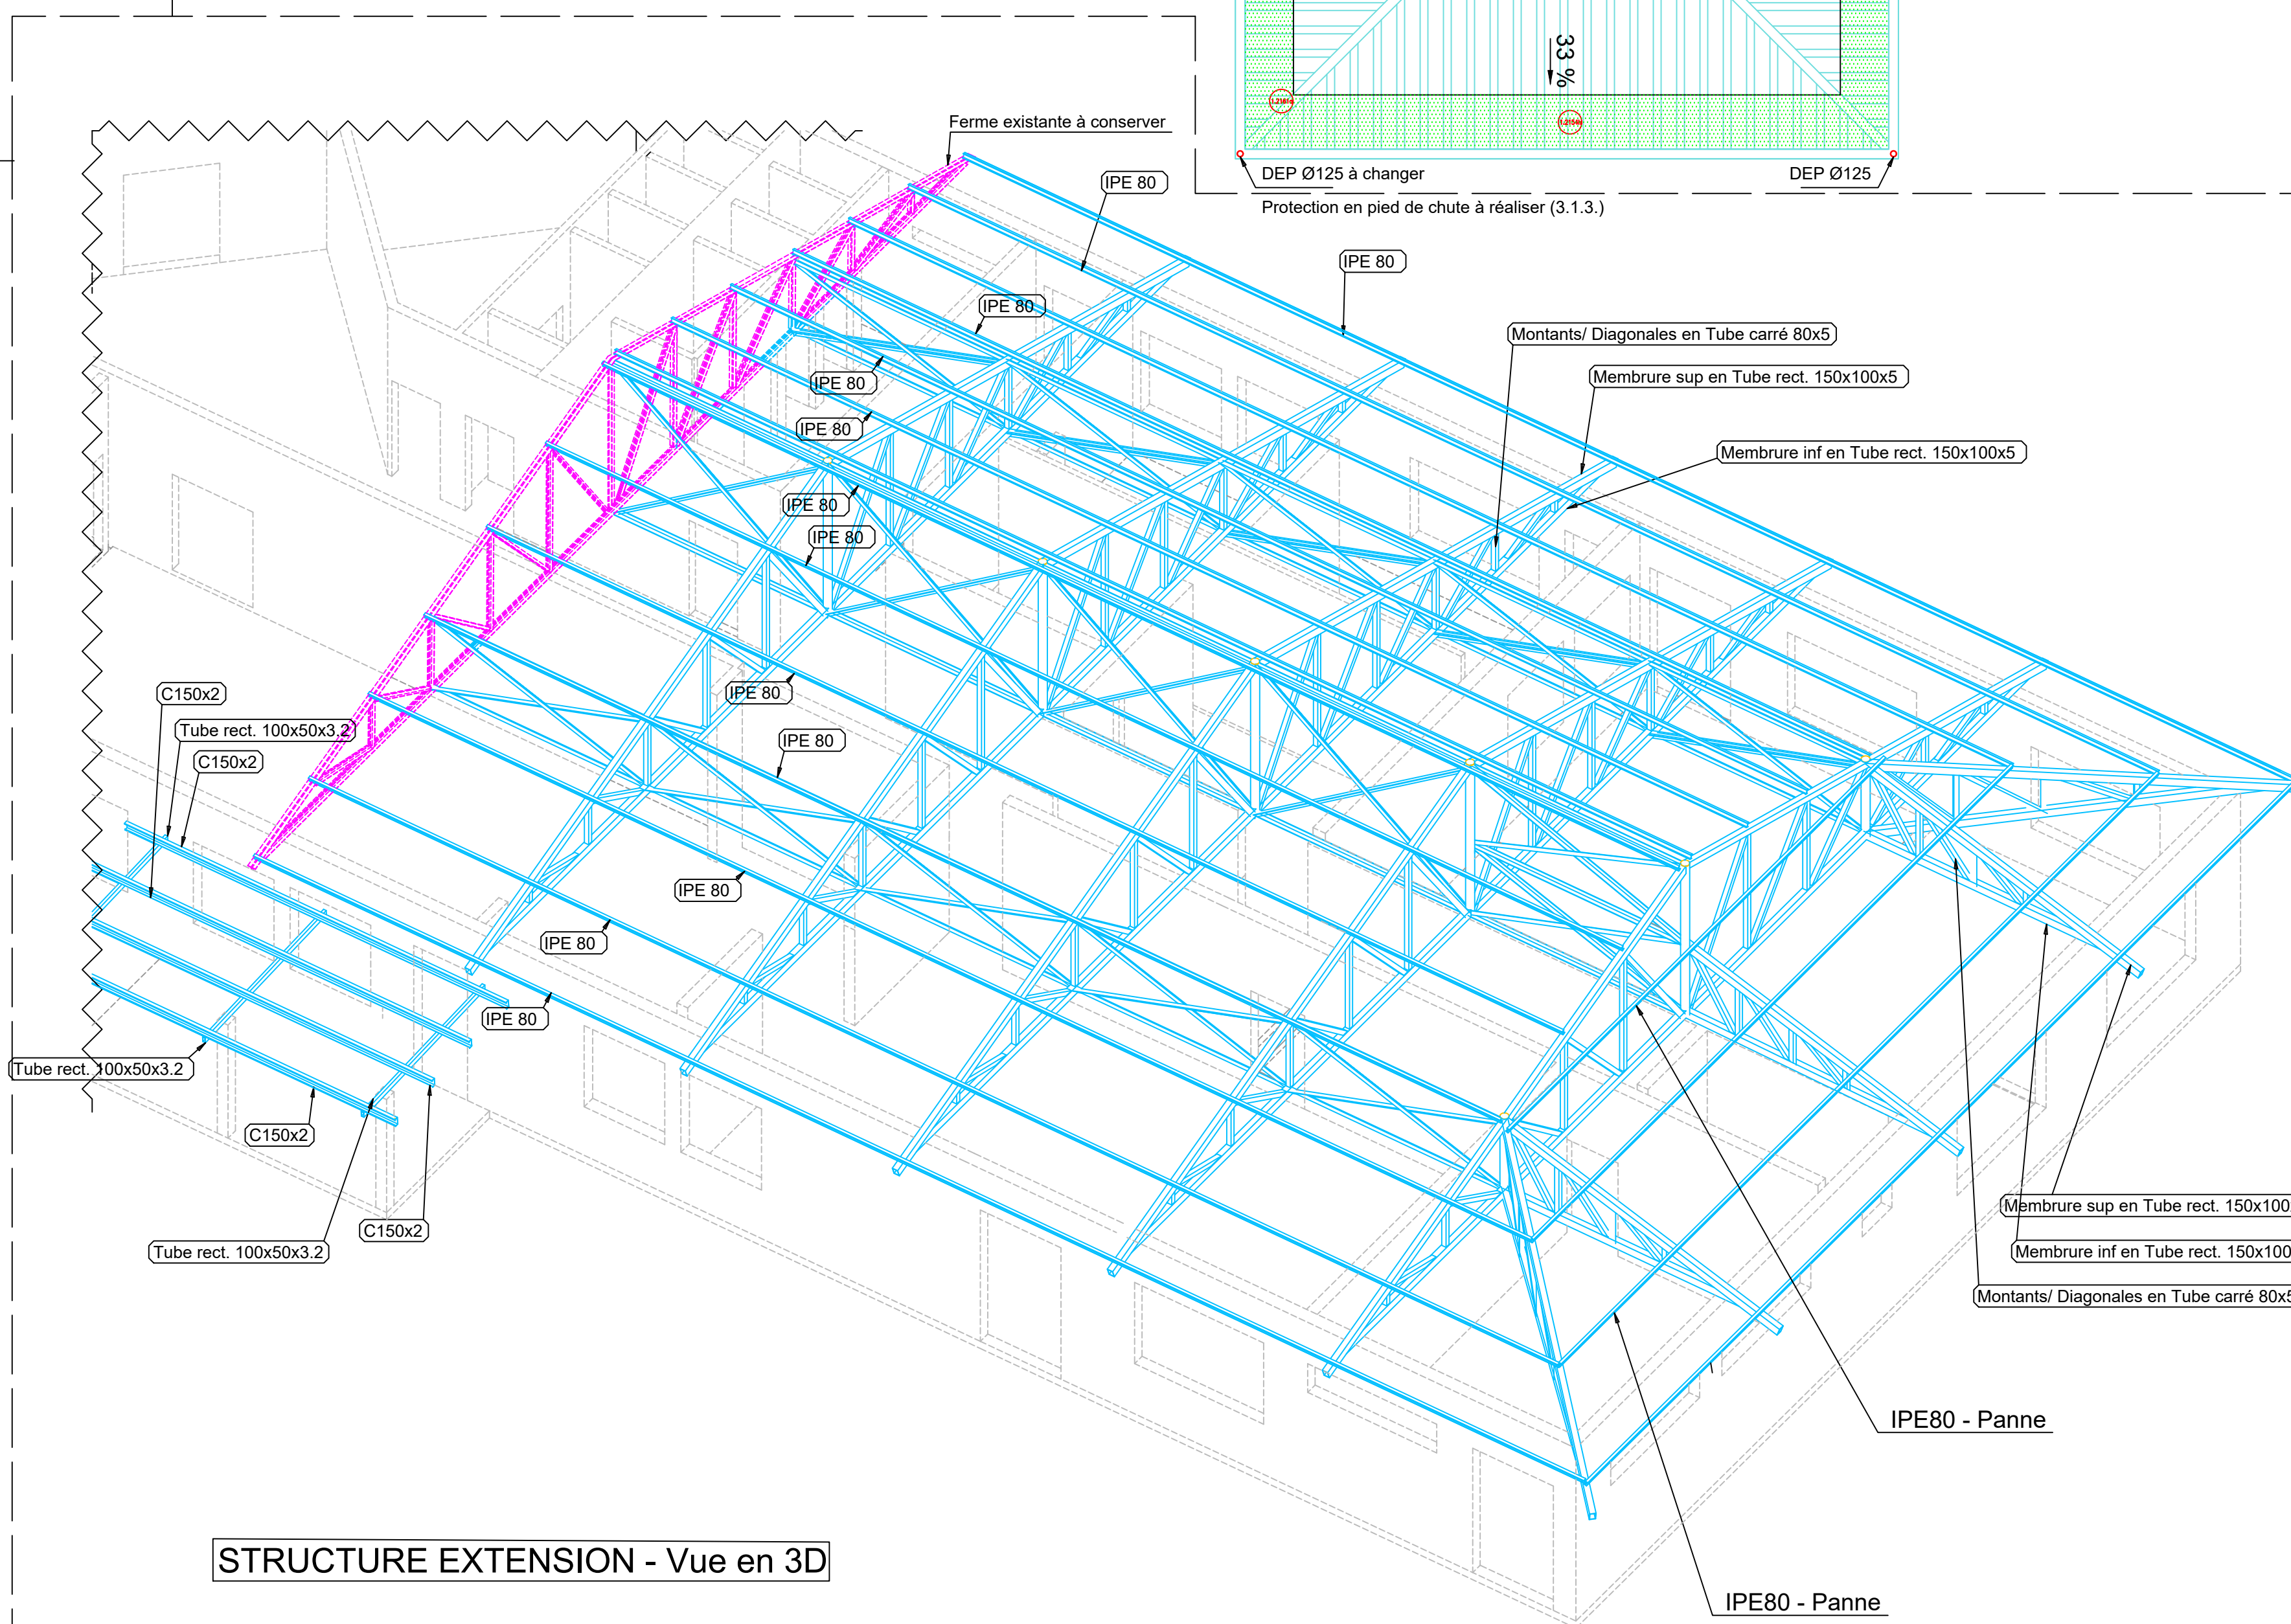 33 %
1.2154b
DEP Ø125 à changer
DEP Ø125
Protection en pied de chute à réaliser (3.1.3.)
Ferme existante à conserver
IPE 80
IPE 80
IPE 80
Montants/ Diagonales en Tube carré 80x5
Membrure sup en Tube rect. 150x100x5
IPE 80
IPE 80
Membrure inf en Tube rect. 150x100x5
IPE 80
IPE 80
IPE 80
C150x2
Tube rect. 100x50x3.2
IPE 80
C150x2
IPE 80
IPE 80
IPE 80
Tube rect. 100x50x3.2
C150x2
C150x2
Tube rect. 100x50x3.2
Membrure sup en Tube rect. 150x100
Membrure inf en Tube rect. 150x100
Montants/ Diagonales en Tube carré 80x5
IPE80 - Panne
STRUCTURE EXTENSION - Vue en 3D
IPE80 - Panne